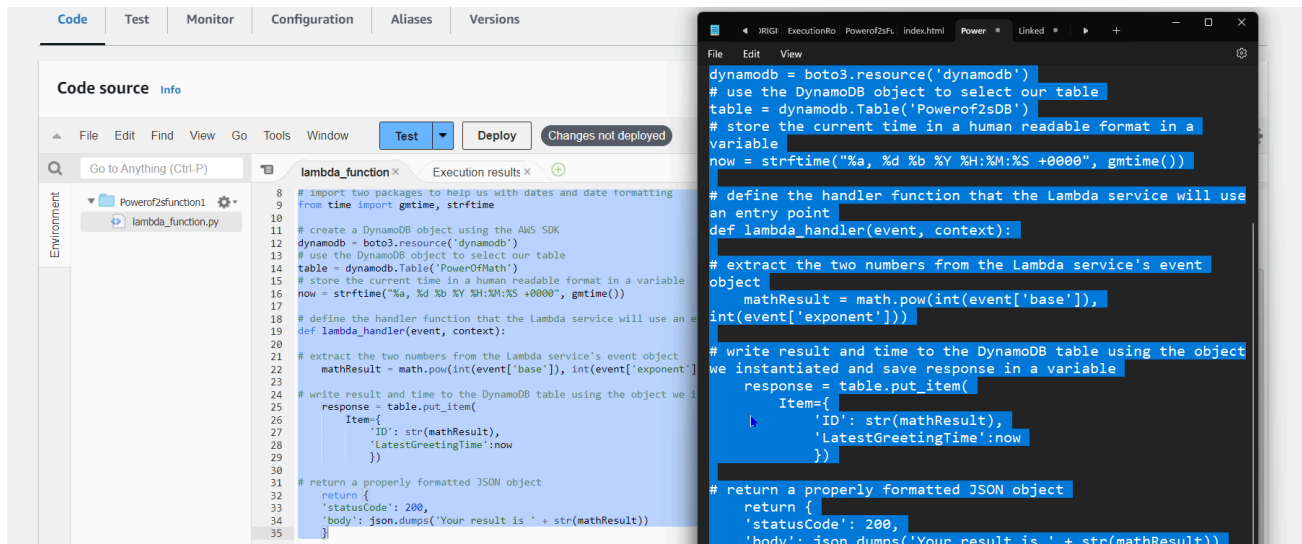 Code Test Monitor Configuration Aliases Versions
Code source Info
File Edit Find View Go Tools Window Test Deploy Changes not deployed
Go to Anything (Ctrl-P) lambda_function × Execution results ×
Environment
Powerof2sfunction1
lambda_function.py
8 # import two packages to help us with dates and date formatting
9 from time import gmtime, strftime
10
11 # create a DynamoDB object using the AWS SDK
12 dynamodb = boto3.resource('dynamodb')
13 # use the DynamoDB object to select our table
14 table = dynamodb.Table('PowerOfMath')
15 # store the current time in a human readable format in a variable
16 now = strftime("%a, %d %b %Y %H:%M:%S +0000", gmtime())
17
18 # define the handler function that the Lambda service will use an e
19 def lambda_handler(event, context):
20
21 # extract the two numbers from the Lambda service's event object
22 mathResult = math.pow(int(event['base']), int(event['exponent']
23
24 # write result and time to the DynamoDB table using the object we i
25 response = table.put_item(
26 Item={
27 'ID': str(mathResult),
28 'LatestGreetingTime':now
29 })
30
31 # return a properly formatted JSON object
32 return {
33 'statusCode': 200,
34 'body': json.dumps('Your result is ' + str(mathResult))
35 }
ExecutionRo Powerof2sFu index.html Power Linked
File Edit View
dynamodb = boto3.resource('dynamodb')
# use the DynamoDB object to select our table
table = dynamodb.Table('Powerof2sDB')
# store the current time in a human readable format in a
variable
now = strftime("%a, %d %b %Y %H:%M:%S +0000", gmtime())
# define the handler function that the Lambda service will use
an entry point
def lambda_handler(event, context):
# extract the two numbers from the Lambda service's event
object
mathResult = math.pow(int(event['base']),
int(event['exponent']))
# write result and time to the DynamoDB table using the object
we instantiated and save response in a variable
response = table.put_item(
Item={
'ID': str(mathResult),
'LatestGreetingTime':now
})
# return a properly formatted JSON object
return {
'statusCode': 200,
'body': json.dumps('Your result is ' + str(mathResult))